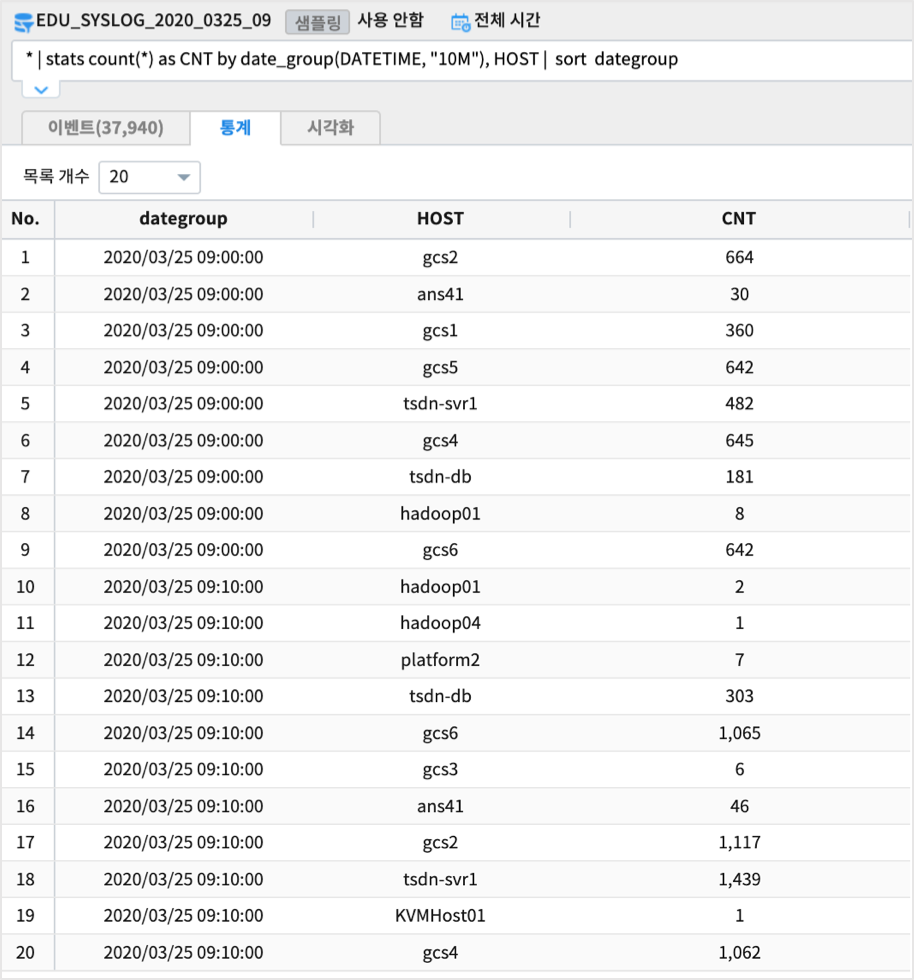 EDU_SYSLOG_2020_0325_09 샘플링 사용 안함 전체 시간
* | stats count(*) as CNT by date_group(DATETIME, "10M"), HOST | sort dategroup
이벤트(37,940) 통계 시각화
목록 개수 20
No. dategroup HOST CNT
1 2020/03/25 09:00:00 gcs2 664
2 2020/03/25 09:00:00 ans41 30
3 2020/03/25 09:00:00 gcs1 360
4 2020/03/25 09:00:00 gcs5 642
5 2020/03/25 09:00:00 tsdn-svr1 482
6 2020/03/25 09:00:00 gcs4 645
7 2020/03/25 09:00:00 tsdn-db 181
8 2020/03/25 09:00:00 hadoop01 8
9 2020/03/25 09:00:00 gcs6 642
10 2020/03/25 09:10:00 hadoop01 2
11 2020/03/25 09:10:00 hadoop04 1
12 2020/03/25 09:10:00 platform2 7
13 2020/03/25 09:10:00 tsdn-db 303
14 2020/03/25 09:10:00 gcs6 1,065
15 2020/03/25 09:10:00 gcs3 6
16 2020/03/25 09:10:00 ans41 46
17 2020/03/25 09:10:00 gcs2 1,117
18 2020/03/25 09:10:00 tsdn-svr1 1,439
19 2020/03/25 09:10:00 KVMHost01 1
20 2020/03/25 09:10:00 gcs4 1,062